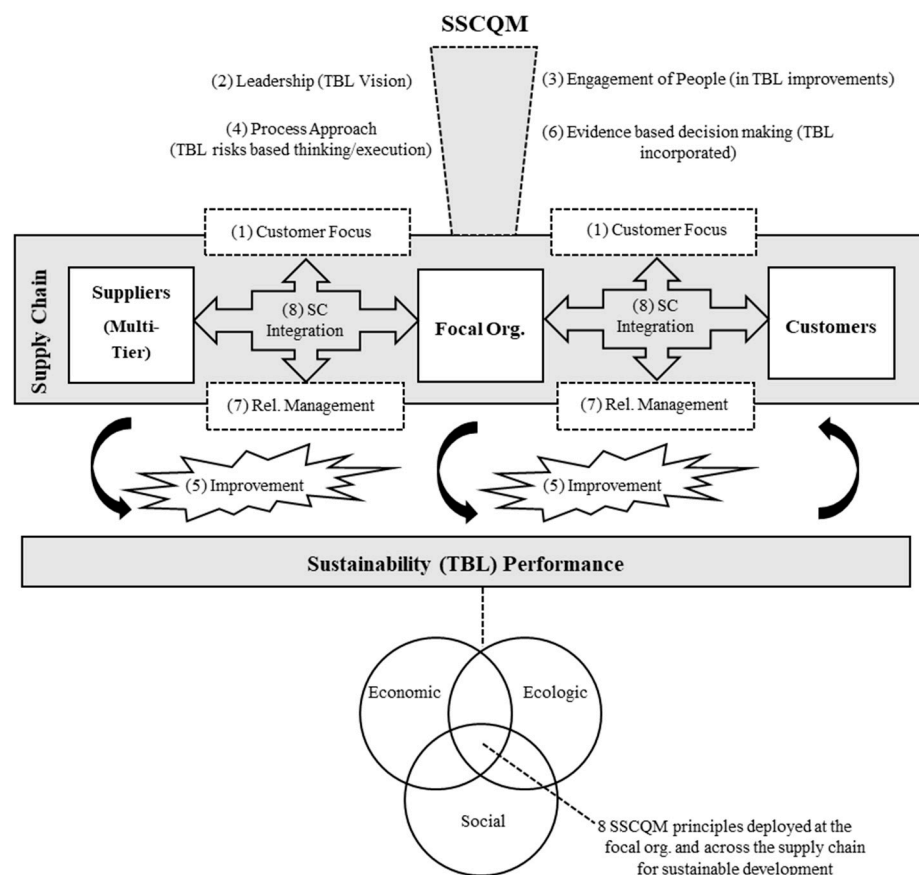 SSCQM
(2) Leadership (TBL Vision)
(3) Engagement of People (in TBL improvements)
(4) Process Approach
(TBL risks based thinking/execution)
(6) Evidence based decision making (TBL
incorporated)
(1) Customer Focus
(1) Customer Focus
Supply Chain
Suppliers
(Multi-
Tier)
(8) SC
Integration
Focal Org.
(8) SC
Integration
Customers
(7) Rel. Management
(7) Rel. Management
(5) Improvement
(5) Improvement
Sustainability (TBL) Performance
Economic
Ecologic
Social
8 SSCQM principles deployed at the
focal org. and across the supply chain
for sustainable development